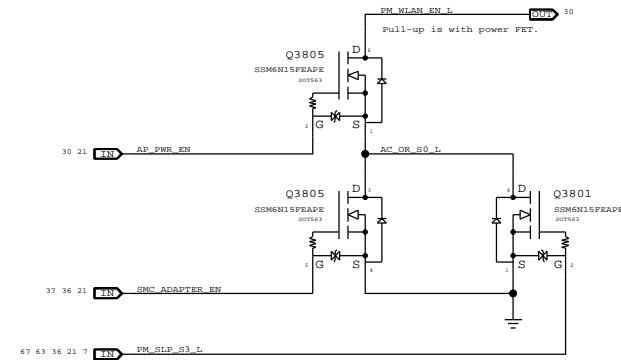 PM_WLAN_EN_L
OUT 30
Pull-up is with power FET.
D 6
Q3805
SSM6N15FEAPE
SOT563
2 G S 1
30 21 IN AP_PWR_EN
AC_OR_S0_L
D 3
Q3805
SSM6N15FEAPE
SOT563
5 G S 4
6 D
Q3801
SSM6N15FEAPE
SOT563
1 S G 2
37 36 21 IN SMC_ADAPTER_EN
67 63 36 21 7 IN PM_SLP_S3_L